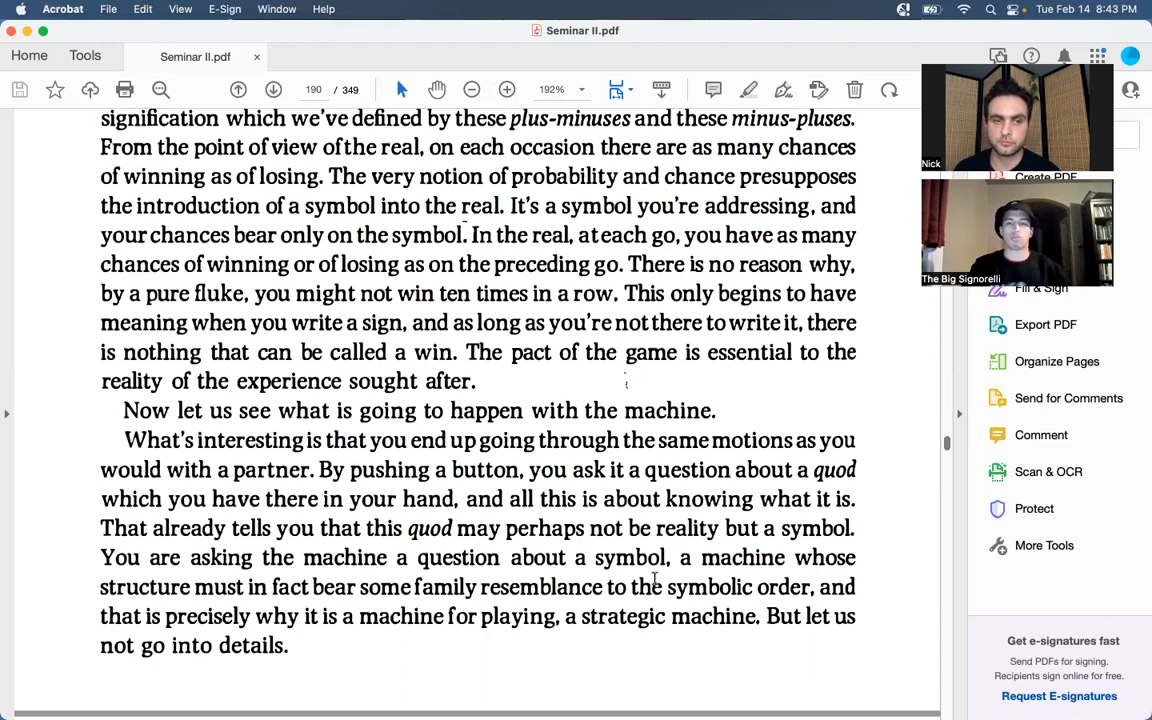 Acrobat File Edit View E-Sign Window Help Tue Feb 14 8:43 PM
Seminar II.pdf
Home Tools Seminar II.pdf ×
190 / 349 192%
signification which we've defined by these plus-minuses and these minus-pluses.
From the point of view of the real, on each occasion there are as many chances
of winning as of losing. The very notion of probability and chance presupposes
the introduction of a symbol into the real. It's a symbol you're addressing, and
your chances bear only on the symbol. In the real, at each go, you have as many
chances of winning or of losing as on the preceding go. There is no reason why,
by a pure fluke, you might not win ten times in a row. This only begins to have
meaning when you write a sign, and as long as you're not there to write it, there
is nothing that can be called a win. The pact of the game is essential to the
reality of the experience sought after.
Now let us see what is going to happen with the machine.
What's interesting is that you end up going through the same motions as you
would with a partner. By pushing a button, you ask it a question about a quod
which you have there in your hand, and all this is about knowing what it is.
That already tells you that this quod may perhaps not be reality but a symbol.
You are asking the machine a question about a symbol, a machine whose
structure must in fact bear some family resemblance to the symbolic order, and
that is precisely why it is a machine for playing, a strategic machine. But let us
not go into details.
Nick
The Big Signorelli
Create PDF
Fill & Sign
Export PDF
Organize Pages
Send for Comments
Comment
Scan & OCR
Protect
More Tools
Get e-signatures fast
Send PDFs for signing.
Recipients sign online for free.
Request E-signatures